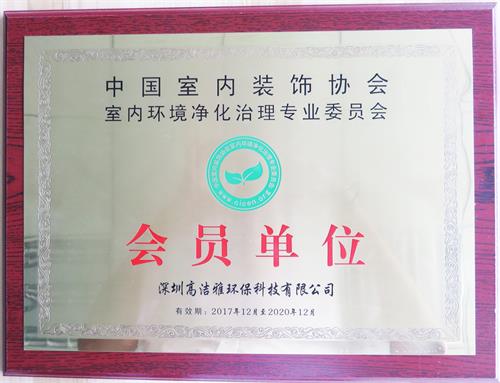 中国室内装饰协会
室内环境净化治理专业委员会
会员单位
深圳高洁雅环保科技有限公司
有效期：2017年12月至2020年12月